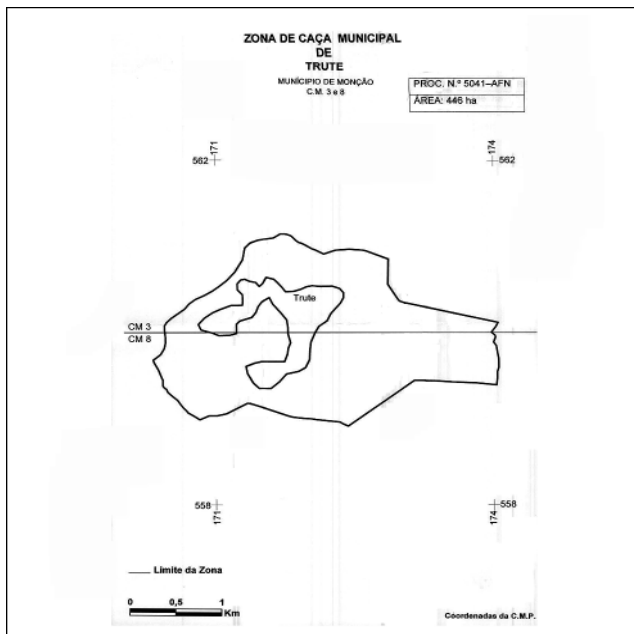 ZONA DE CAÇA MUNICIPAL
DE
TRUTE
MUNÍCIPIO DE MONÇÃO
C.M. 3 e 8
PROC. N.º 5041–AFN
ÁREA: 446 ha
171
562
174
562
Trute
CM 3
CM 8
558
171
558
174
Limite da Zona
0 0,5 1
Km
Coordenadas da C.M.P.